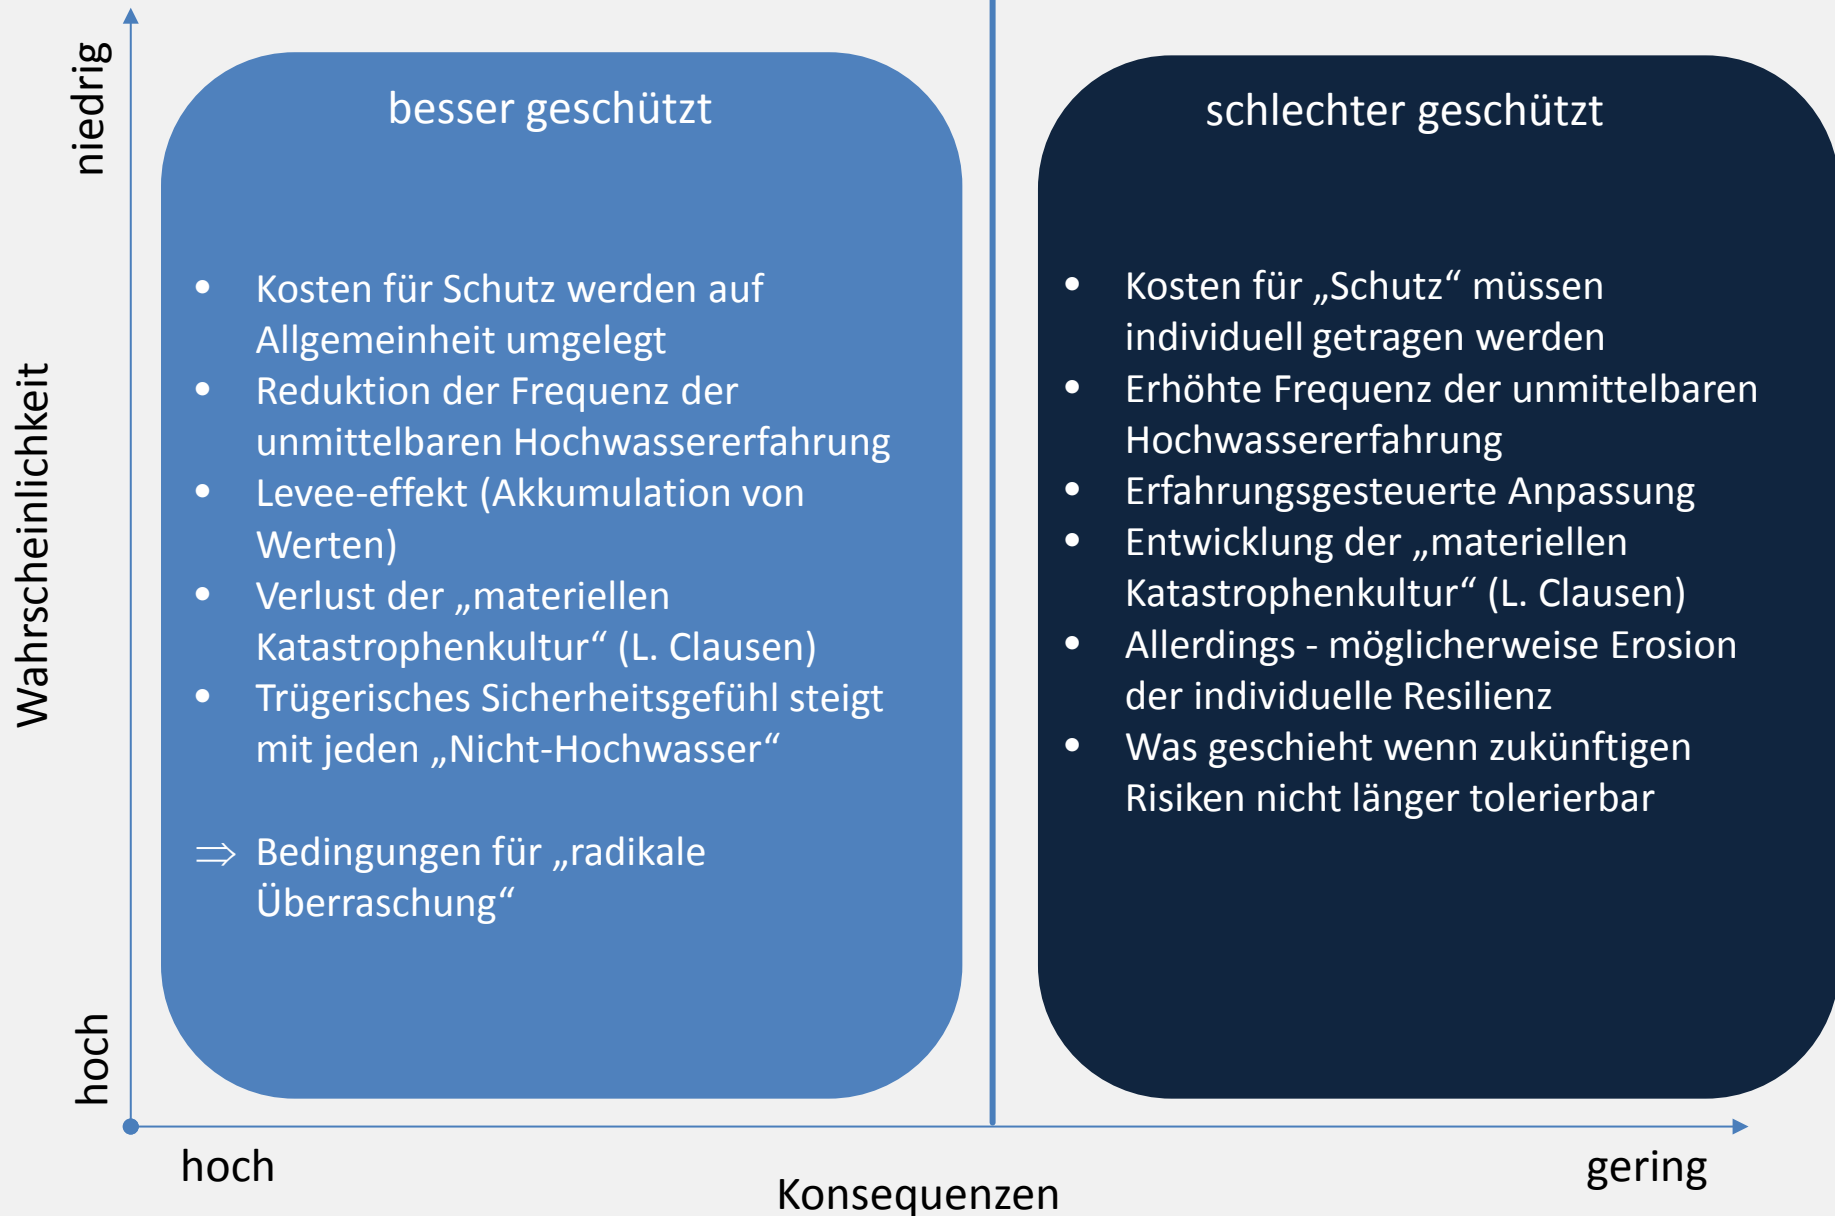 niedrig
Wahrscheinlichkeit
hoch
besser geschützt
• Kosten für Schutz werden auf
Allgemeinheit umgelegt
• Reduktion der Frequenz der
unmittelbaren Hochwassererfahrung
• Levee-effekt (Akkumulation von
Werten)
• Verlust der „materiellen
Katastrophenkultur“ (L. Clausen)
• Trügerisches Sicherheitsgefühl steigt
mit jeden „Nicht-Hochwasser“
⇒ Bedingungen für „radikale
Überraschung“
schlechter geschützt
• Kosten für „Schutz“ müssen
individuell getragen werden
• Erhöhte Frequenz der unmittelbaren
Hochwassererfahrung
• Erfahrungsgesteuerte Anpassung
• Entwicklung der „materiellen
Katastrophenkultur“ (L. Clausen)
• Allerdings - möglicherweise Erosion
der individuelle Resilienz
• Was geschieht wenn zukünftigen
Risiken nicht länger tolerierbar
hoch
gering
Konsequenzen